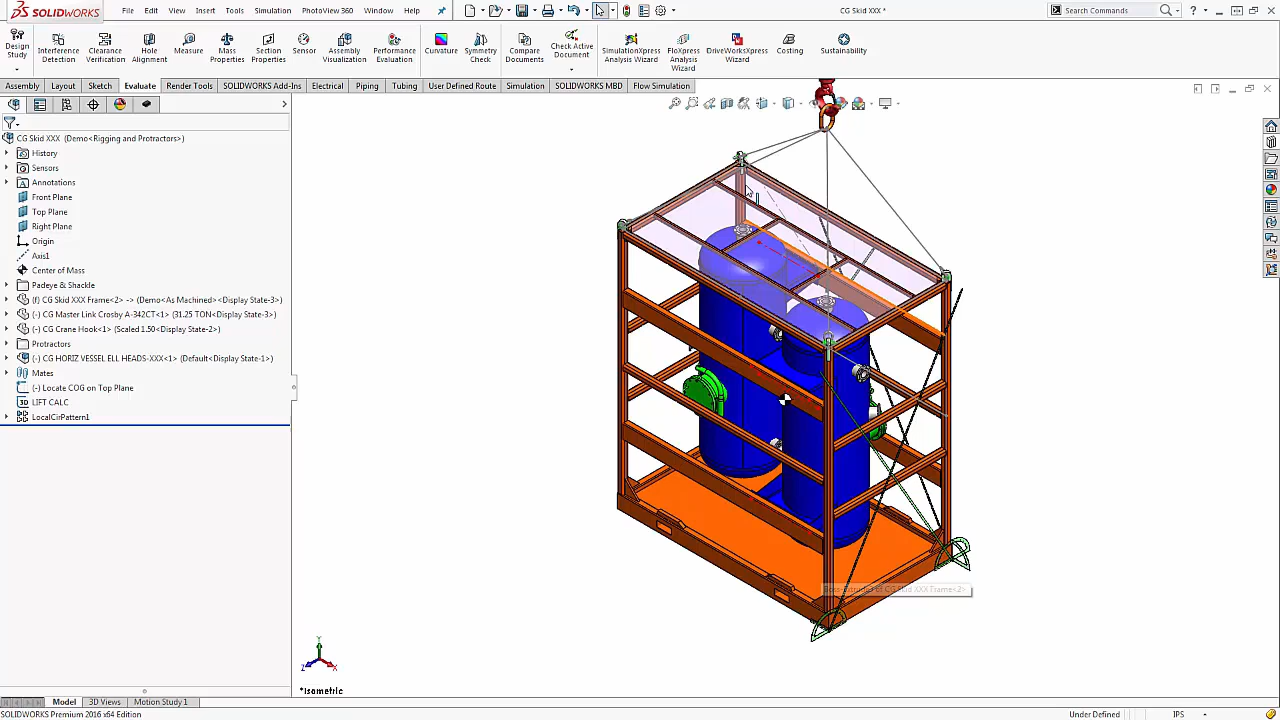 SOLIDWORKS File Edit View Insert Tools Simulation PhotoView 360 Window Help CG Skid XXX * Search Commands
Design Study
Interference Detection
Clearance Verification
Hole Alignment
Measure
Mass Properties
Section Properties
Sensor
Assembly Visualization
Performance Evaluation
Curvature
Symmetry Check
Compare Documents
Check Active Document
SimulationXpress Analysis Wizard
FloXpress Analysis Wizard
DriveWorksXpress Wizard
Costing
Sustainability
Assembly Layout Sketch Evaluate Render Tools SOLIDWORKS Add-Ins Electrical Piping Tubing User Defined Route Simulation SOLIDWORKS MBD Flow Simulation
CG Skid XXX (Demo<Rigging and Protractors>)
History
Sensors
Annotations
Front Plane
Top Plane
Right Plane
Origin
Axis1
Center of Mass
Padeye & Shackle
(f) CG Skid XXX Frame<2> -> (Demo<As Machined><Display State-3>)
(-) CG Master Link Crosby A-342CT<1> (31.25 TON<Display State-3>)
(-) CG Crane Hook<1> (Scaled 1.50<Display State-2>)
Protractors
(-) CG HORIZ VESSEL ELL HEADS-XXX<1> (Default<Display State-1>)
Mates
(-) Locate COG on Top Plane
3D LIFT CALC
LocalCirPattern1
Y
Z X
*Isometric
Model 3D Views Motion Study 1
SOLIDWORKS Premium 2016 x64 Edition Under Defined IPS